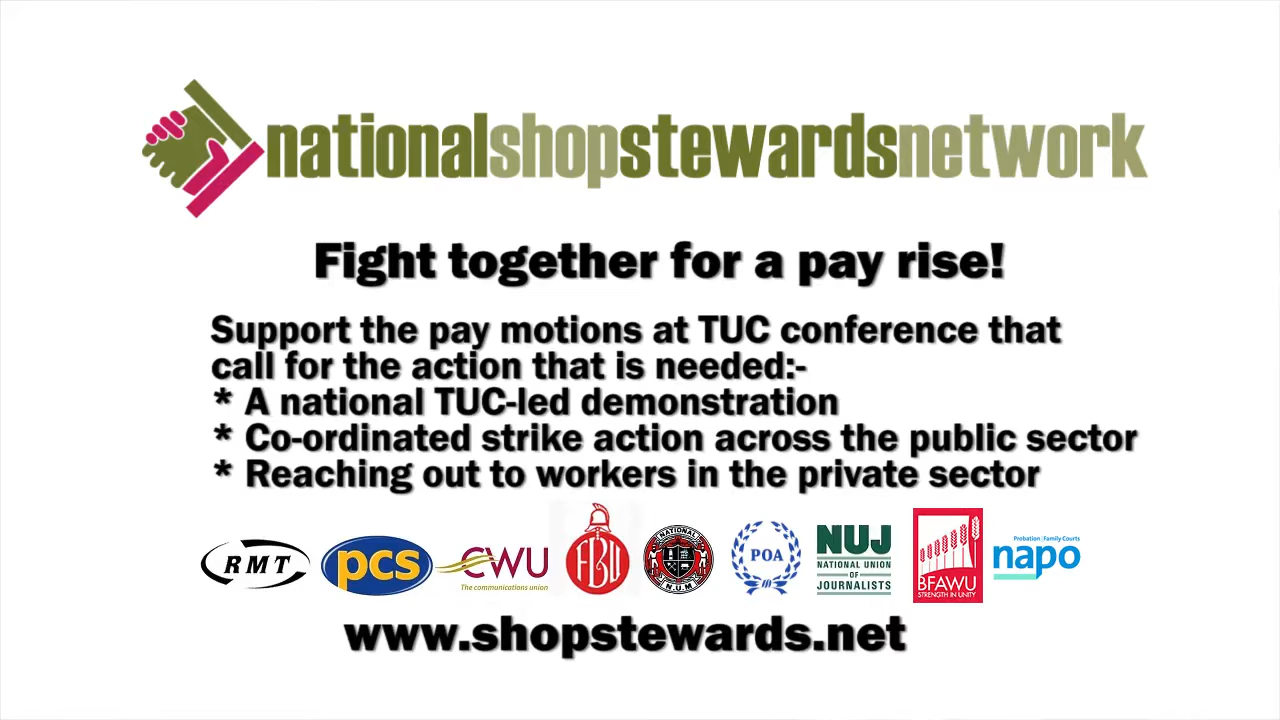 nationalshopstewardsnetwork
Fight together for a pay rise!
Support the pay motions at TUC conference that
call for the action that is needed:-
* A national TUC-led demonstration
* Co-ordinated strike action across the public sector
* Reaching out to workers in the private sector
RMT
pcs
CWU
The communications union
FBU
NATIONAL
N.U.M
POA
NUJ
NATIONAL UNION
OF
JOURNALISTS
BFAWU
STRENGTH IN UNITY
Probation | Family Courts
napo
www.shopstewards.net